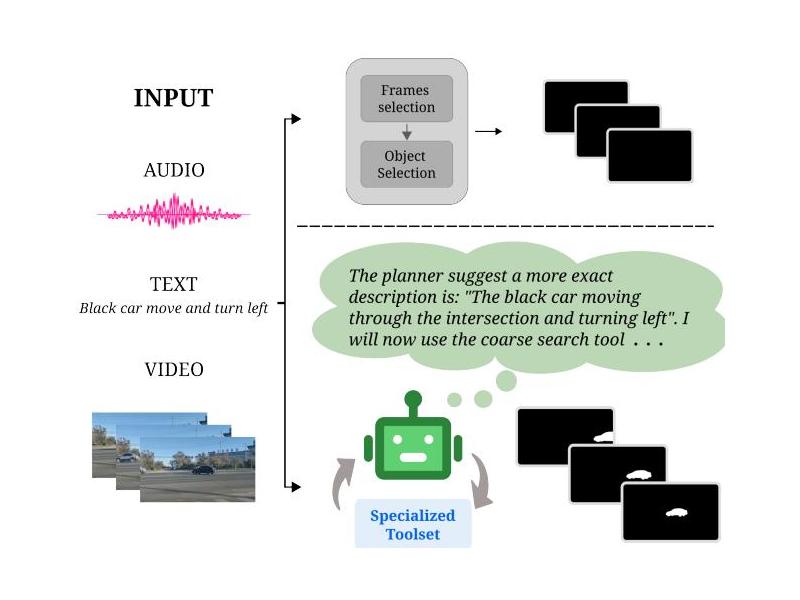 INPUT
AUDIO
TEXT
Black car move and turn left
VIDEO
Frames
selection
Object
Selection
The planner suggest a more exact
description is: "The black car moving
through the intersection and turning left". I
will now use the coarse search tool . . .
Specialized
Toolset